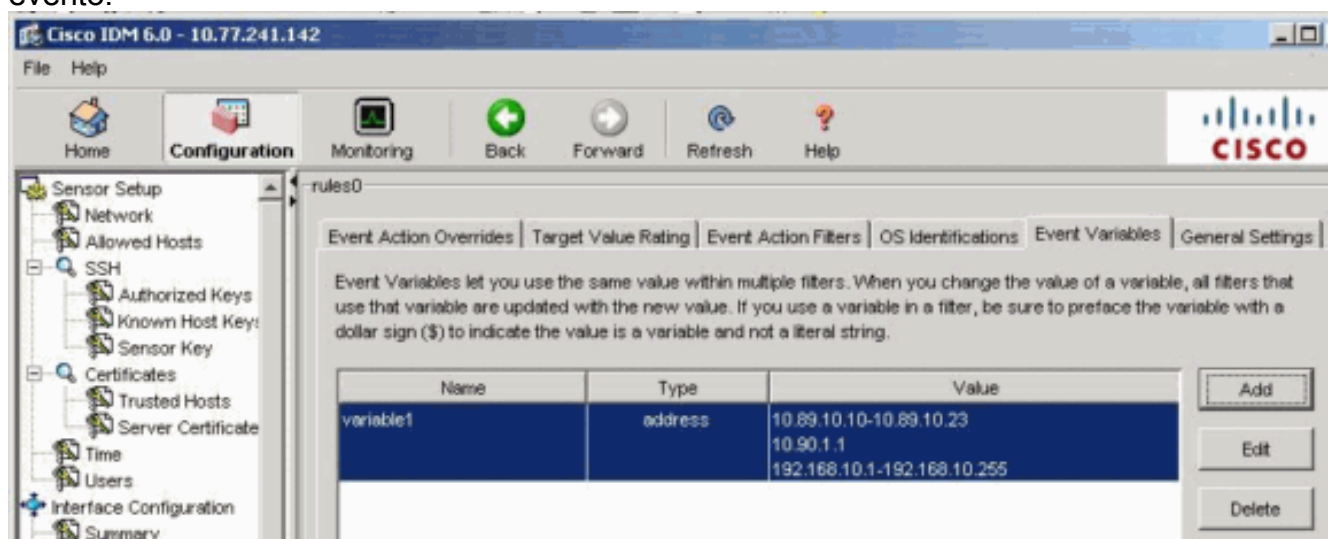 evento.
Cisco IDM 6.0 - 10.77.241.142
File Help
Home Configuration Monitoring Back Forward Refresh Help
CISCO
Sensor Setup
Network
Allowed Hosts
SSH
Authorized Keys
Known Host Key
Sensor Key
Certificates
Trusted Hosts
Server Certificate
Time
Users
Interface Configuration
Summary
rules0
Event Action Overrides Target Value Rating Event Action Filters OS Identifications Event Variables General Settings
Event Variables let you use the same value within multiple filters. When you change the value of a variable, all filters that
use that variable are updated with the new value. If you use a variable in a filter, be sure to preface the variable with a
dollar sign ($) to indicate the value is a variable and not a literal string.
Name Type Value
variable1 address 10.89.10.10-10.89.10.23
10.90.1.1
192.168.10.1-192.168.10.255
Add
Edit
Delete